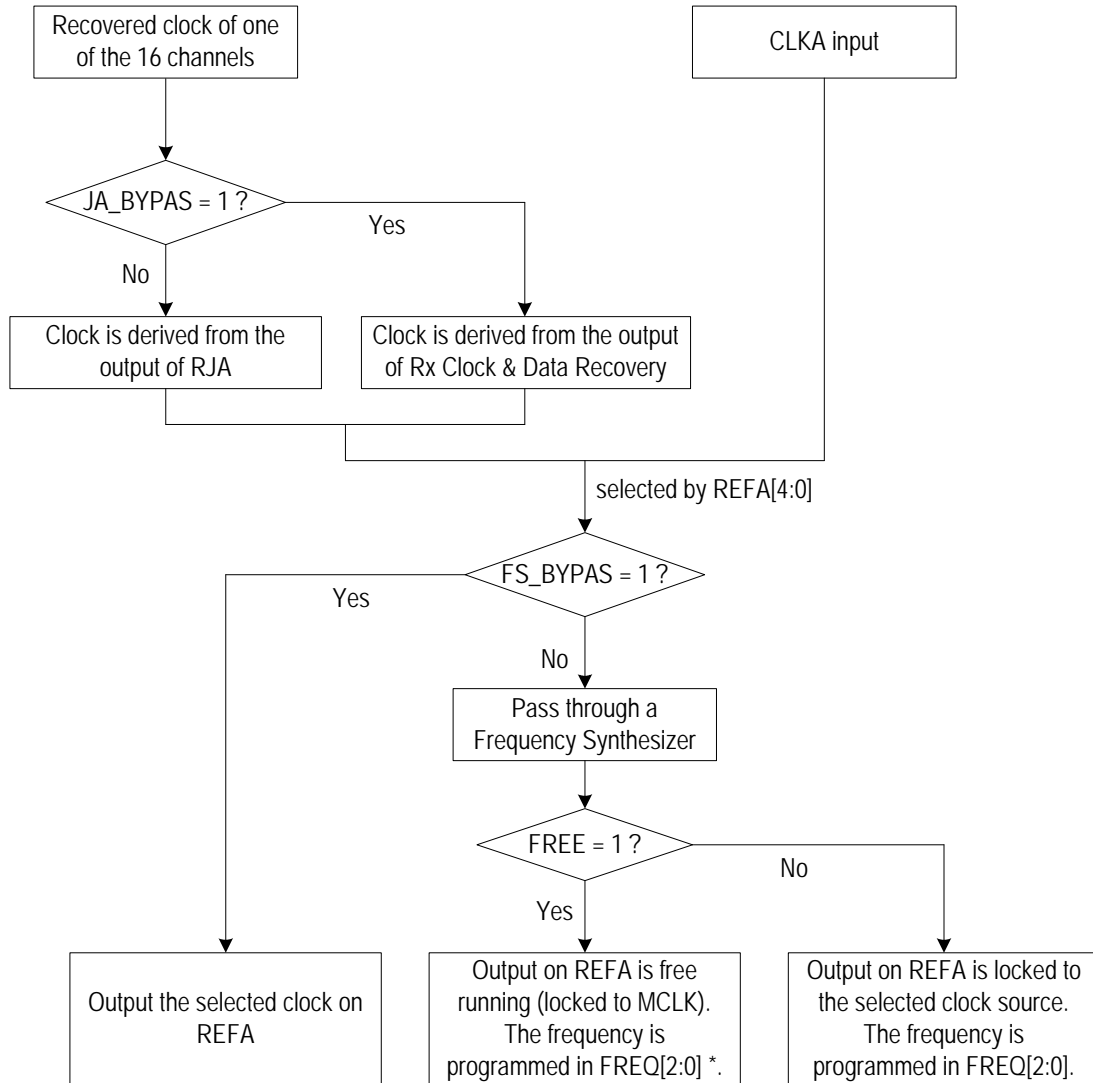 Recovered clock of one
of the 16 channels
CLKA input
JA_BYPAS = 1 ?
Yes
No
Clock is derived from the
output of RJA
Clock is derived from the output
of Rx Clock & Data Recovery
selected by REFA[4:0]
FS_BYPAS = 1 ?
Yes
No
Pass through a
Frequency Synthesizer
FREE = 1 ?
No
Yes
Output the selected clock on
REFA
Output on REFA is free
running (locked to MCLK).
The frequency is
programmed in FREQ[2:0] *.
Output on REFA is locked to
the selected clock source.
The frequency is
programmed in FREQ[2:0].